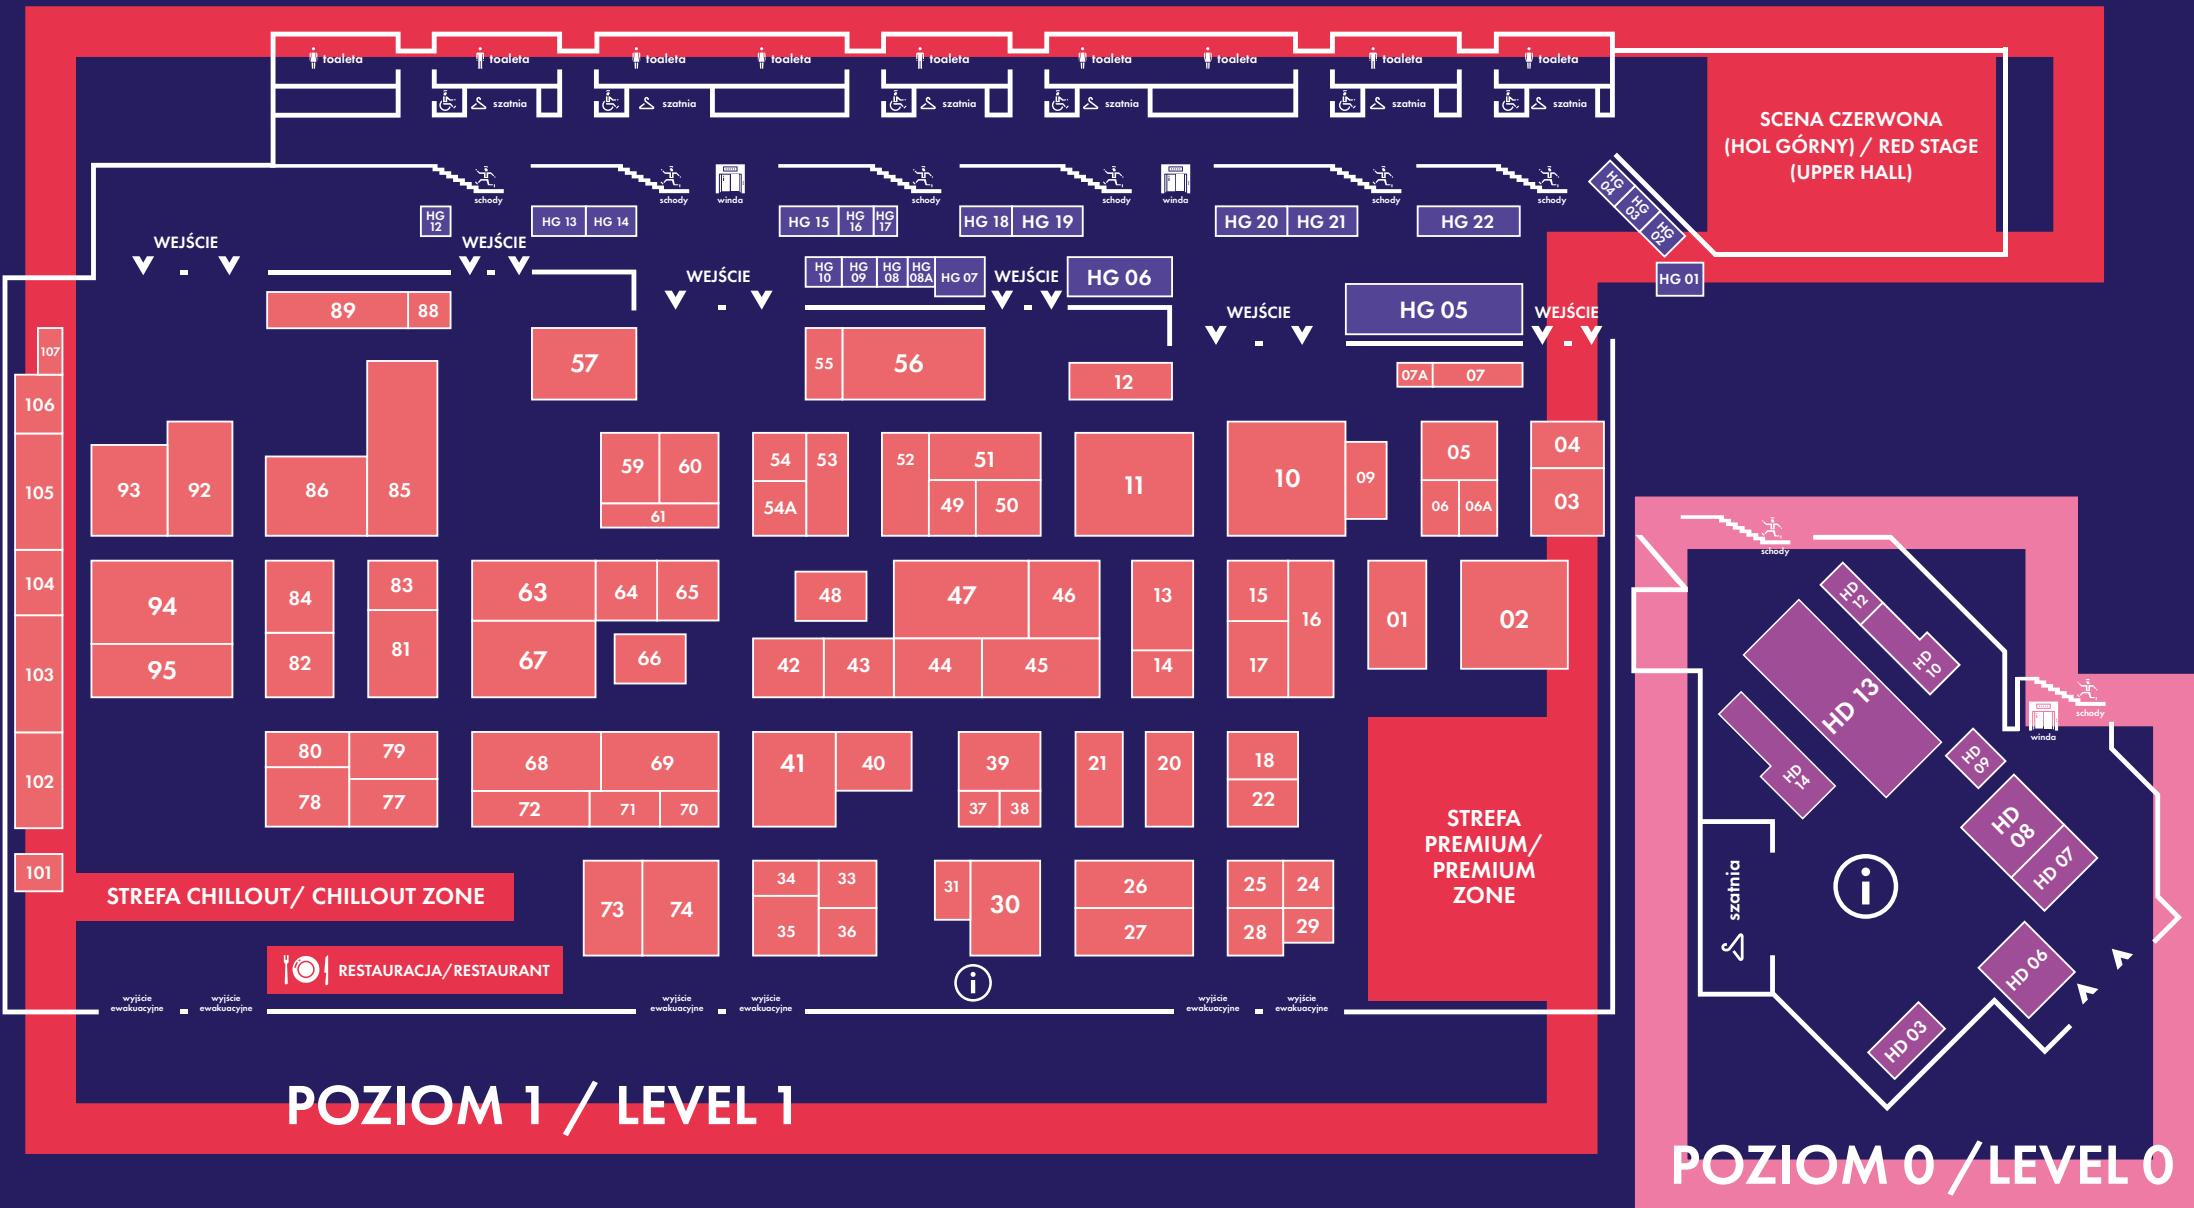 toaleta
toaleta
toaleta
toaleta
toaleta
toaleta
toaleta
toaleta
toaleta
szatnia
szatnia
szatnia
szatnia
szatnia
szatnia
SCENA CZERWONA
(HOL GÓRNY) / RED STAGE
(UPPER HALL)
schody
schody
winda
schody
schody
winda
schody
schody
HG
12
HG 13
HG 14
HG 15
HG
16
HG
17
HG 18
HG 19
HG 20
HG 21
HG 22
HG
04
HG
03
HG
02
HG 01
WEJŚCIE
WEJŚCIE
WEJŚCIE
WEJŚCIE
WEJŚCIE
WEJŚCIE
HG
10
HG
09
HG
08
HG
08A
HG 07
HG 06
HG 05
89
88
57
55
56
12
07A
07
107
106
105
104
103
102
101
93
92
86
85
59
60
61
54
53
54A
52
51
49
50
11
10
09
05
06
06A
04
03
94
95
84
82
83
81
63
64
65
67
66
48
47
46
42
43
44
45
13
14
15
16
17
01
02
80
79
78
77
68
69
72
71
70
41
40
39
37
38
21
20
18
22
STREFA
PREMIUM/
PREMIUM
ZONE
STREFA CHILLOUT/ CHILLOUT ZONE
73
74
34
33
35
36
31
30
26
27
25
24
28
29
RESTAURACJA/RESTAURANT
i
wyjście
ewakuacyjne
wyjście
ewakuacyjne
wyjście
ewakuacyjne
wyjście
ewakuacyjne
wyjście
ewakuacyjne
wyjście
ewakuacyjne
POZIOM 1 / LEVEL 1
schody
HD
12
HD
10
HD 13
HD
14
schody
winda
HD
09
HD
08
HD 07
szatnia
i
HD 06
HD 03
POZIOM 0 /LEVEL 0